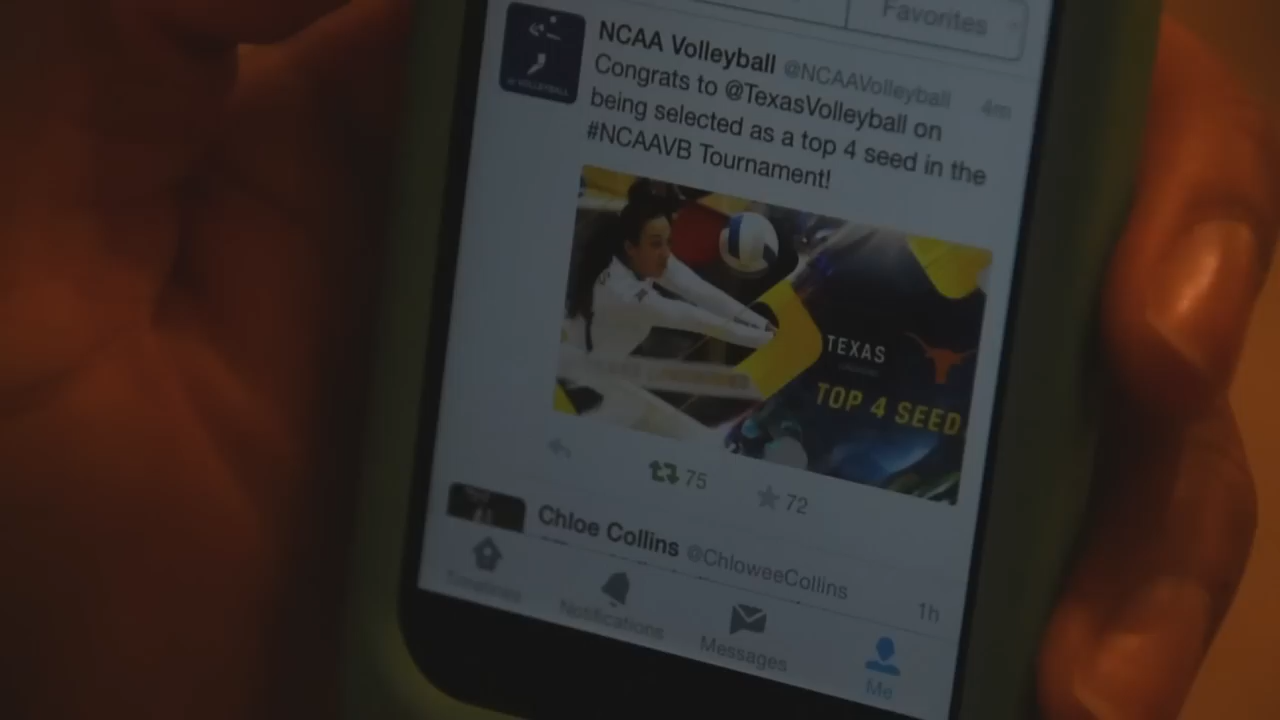 Favorites
NCAA Volleyball @NCAAVolleyball 4m
Congrats to @TexasVolleyball on
being selected as a top 4 seed in the
#NCAAVB Tournament!
TEXAS
TOP 4 SEED
75 72
Chloe Collins @ChloweeCollins 1h
Timelines Notifications Messages Me